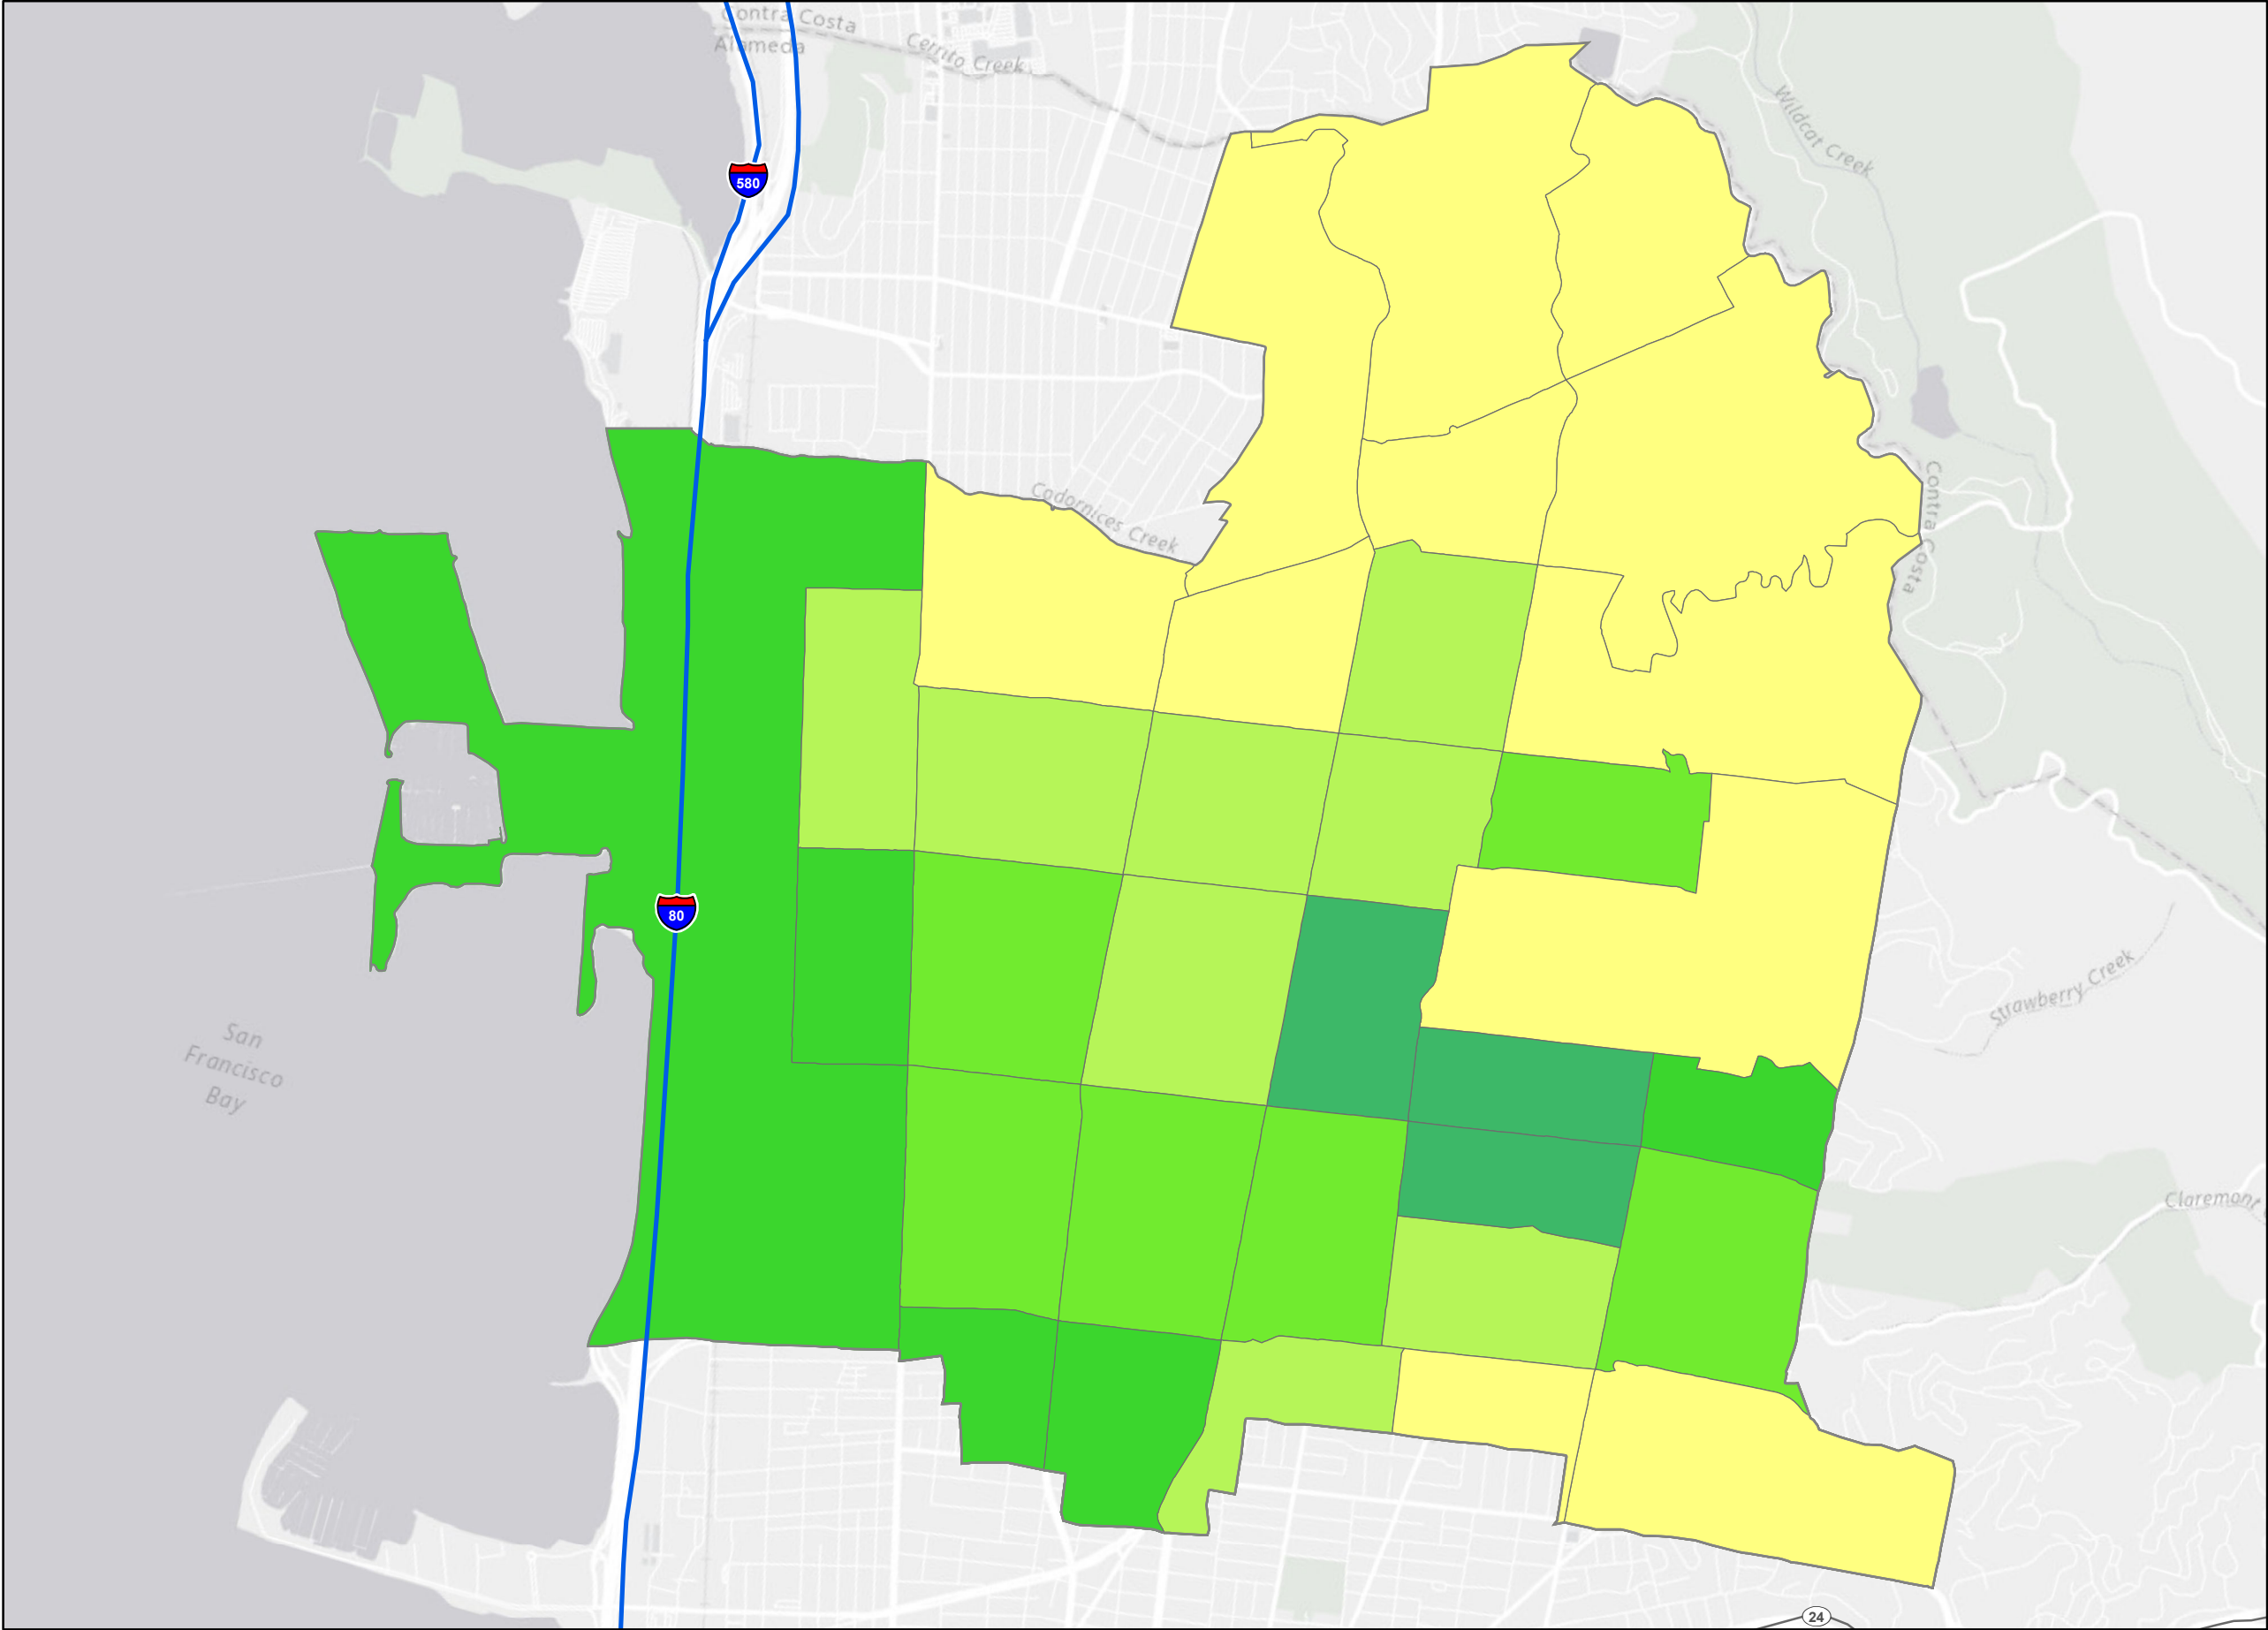 Contra Costa
Alameda
Cerrito Creek
Wildcat Creek
580
Contra Costa
Codornices Creek
80
Strawberry Creek
San
Francisco
Bay
Claremont
24